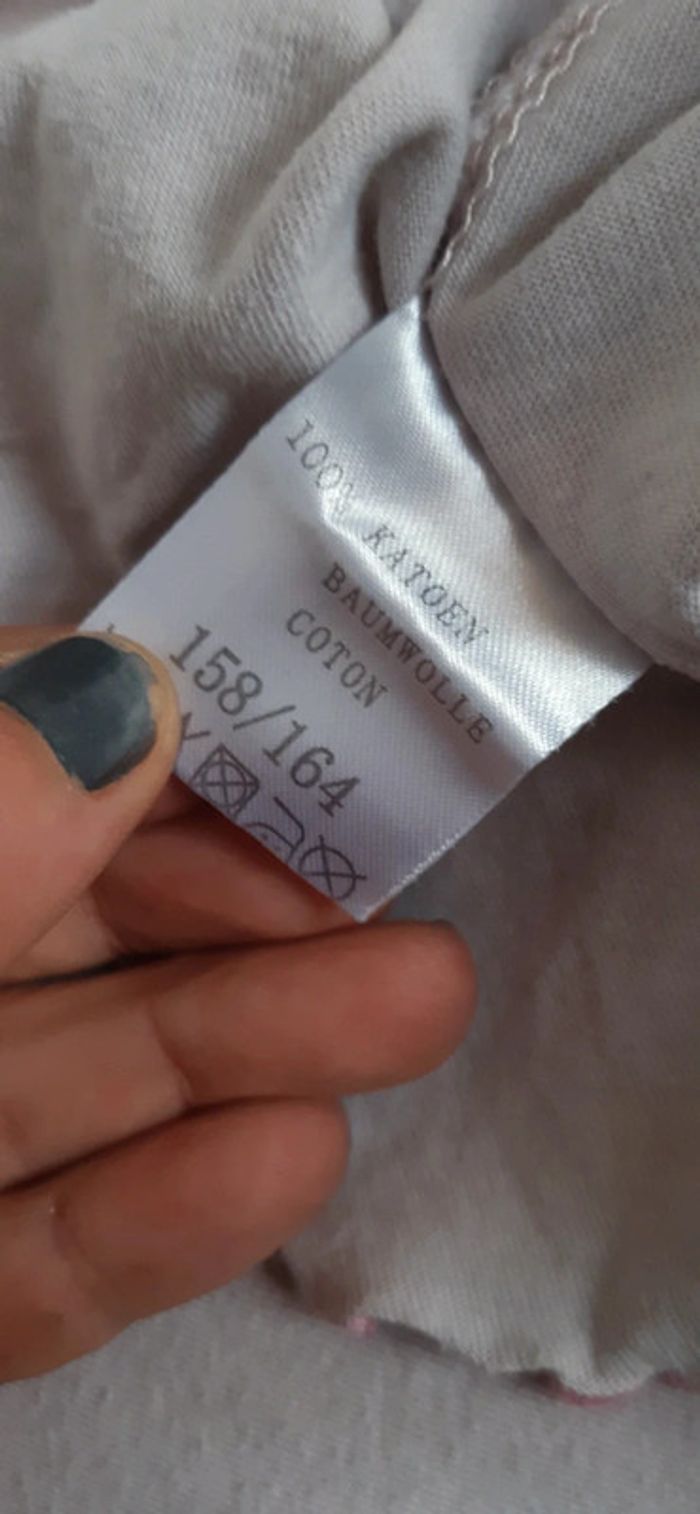 100% KATOEN
BAUMWOLLE
COTON
158/164